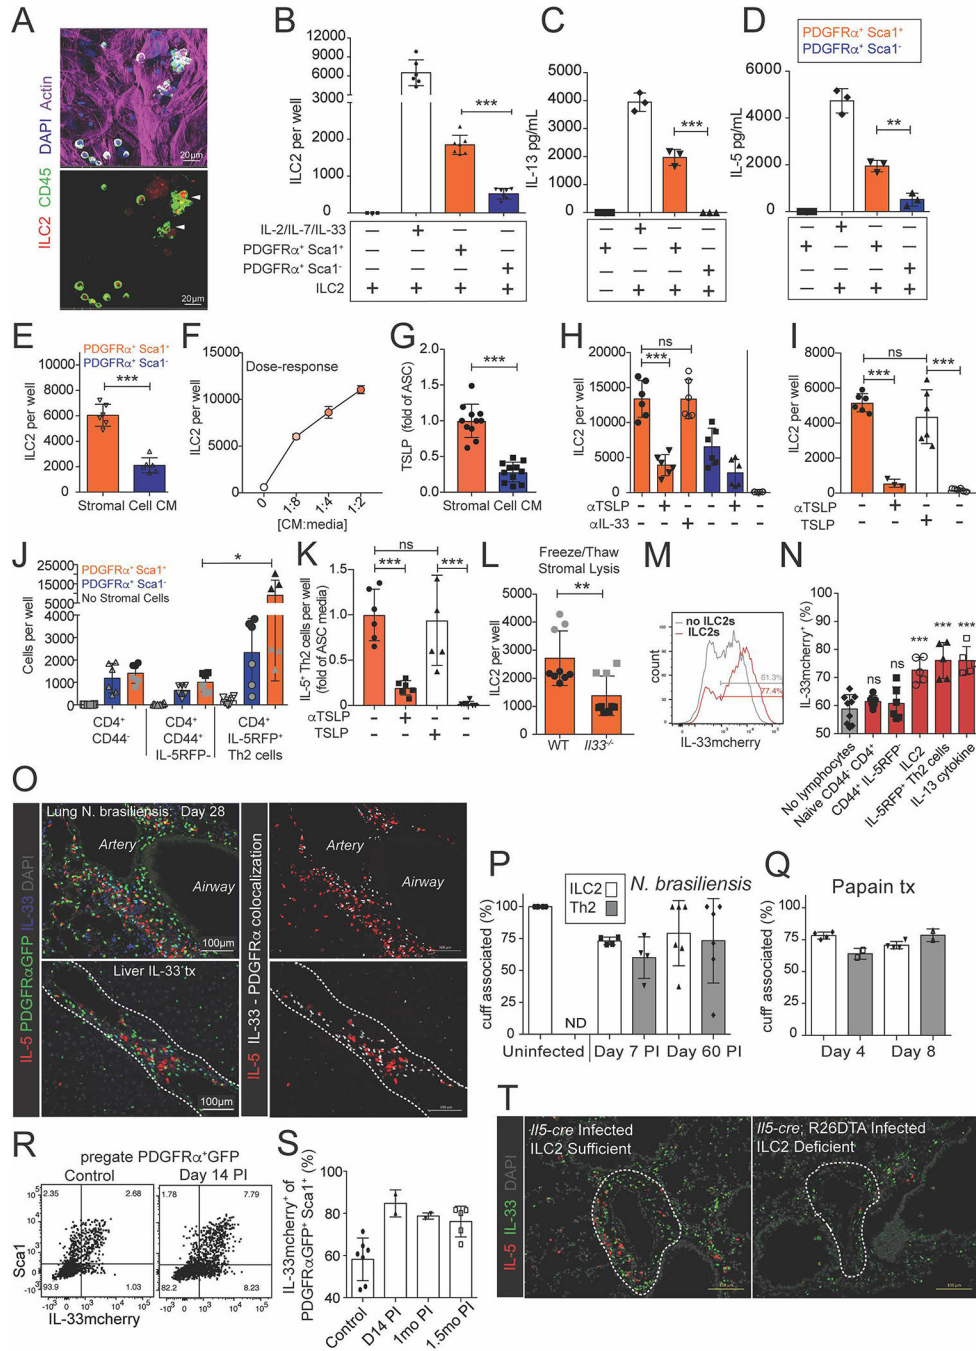 A
ILC2 CD45 DAPI Actin
20µm
20µm
B
ILC2 per well
12000
9000
6000
3000
3000
2000
1000
0
***
IL-2/IL-7/IL-33 — + — —
PDGFRα⁺ Sca1⁺ — — + —
PDGFRα⁺ Sca1⁻ — — — +
ILC2 + + + +
C
IL-13 pg/mL
5000
4000
3000
2000
1000
0
***
— + — —
+ — + —
— — — +
— + + +
D
PDGFRα⁺ Sca1⁺
PDGFRα⁺ Sca1⁻
IL-5 pg/mL
6000
4000
2000
0
**
— + — —
+ — + —
— — — +
— + + +
E
PDGFRα⁺ Sca1⁺
PDGFRα⁺ Sca1⁻
ILC2 per well
10000
8000
6000
4000
2000
0
***
Stromal Cell CM
F
Dose-response
ILC2 per well
15000
10000
5000
0
0 1:8 1:4 1:2
[CM:media]
G
TSLP (fold of ASC)
2.0
1.5
1.0
0.5
0.0
***
Stromal Cell CM
H
ILC2 per well
20000
15000
10000
5000
0
ns
***
αTSLP – + – – + –
αIL-33 – – + – – –
I
ILC2 per well
6000
4000
2000
0
ns
*** ***
αTSLP – + – –
TSLP – – + –
J
PDGFRα⁺ Sca1⁺
PDGFRα⁺ Sca1⁻
No Stromal Cells
Cells per well
25000
20000
15000
10000
5000
4000
3000
2000
1000
0
*
CD4⁺ CD4⁺ CD4⁺
CD44⁻ CD44⁺ IL-5RFP⁺
IL-5RFP- Th2 cells
K
IL-5⁺ Th2 cells per well
(fold of ASC media)
1.5
1.0
0.5
0
ns
*** ***
αTSLP – + – –
TSLP – – + –
L
Freeze/Thaw
Stromal Lysis
ILC2 per well
6000
4000
2000
0
**
WT Il33⁻/⁻
M
no ILC2s
ILC2s
count
61.3%
77.4%
IL-33mcherry
N
IL-33mcherry⁺ (%)
100
90
80
70
60
50
ns ns *** *** ***
No lymphocytes
Naive CD44⁻ CD4⁺
CD44⁺ IL-5RFP⁻
ILC2
IL-5RFP⁺ Th2 cells
IL-13 cytokine
O
IL-5 PDGFRαGFP IL-33 DAPI
Lung N. brasiliensis: Day 28
Artery
Airway
100µm
Liver IL-33 tx
100µm
IL-5 IL-33 - PDGFRα colocalization
Artery
Airway
P
N. brasiliensis
ILC2
Th2
cuff associated (%)
125
100
75
50
25
0
ND
Uninfected Day 7 PI Day 60 PI
Q
Papain tx
cuff associated (%)
125
100
75
50
25
0
Day 4 Day 8
R
pregate PDGFRα⁺GFP
Control Day 14 PI
2.35 2.68
93.9 1.03
1.78 7.79
82.2 8.23
Sca1
IL-33mcherry
S
IL-33mcherry⁺ of
PDGFRαGFP⁺ Sca1⁺ (%)
100
80
60
40
Control
D14 PI
1mo PI
1.5mo PI
T
IL-5 IL-33 DAPI
Il5-cre Infected
ILC2 Sufficient
Il5-cre; R26DTA Infected
ILC2 Deficient